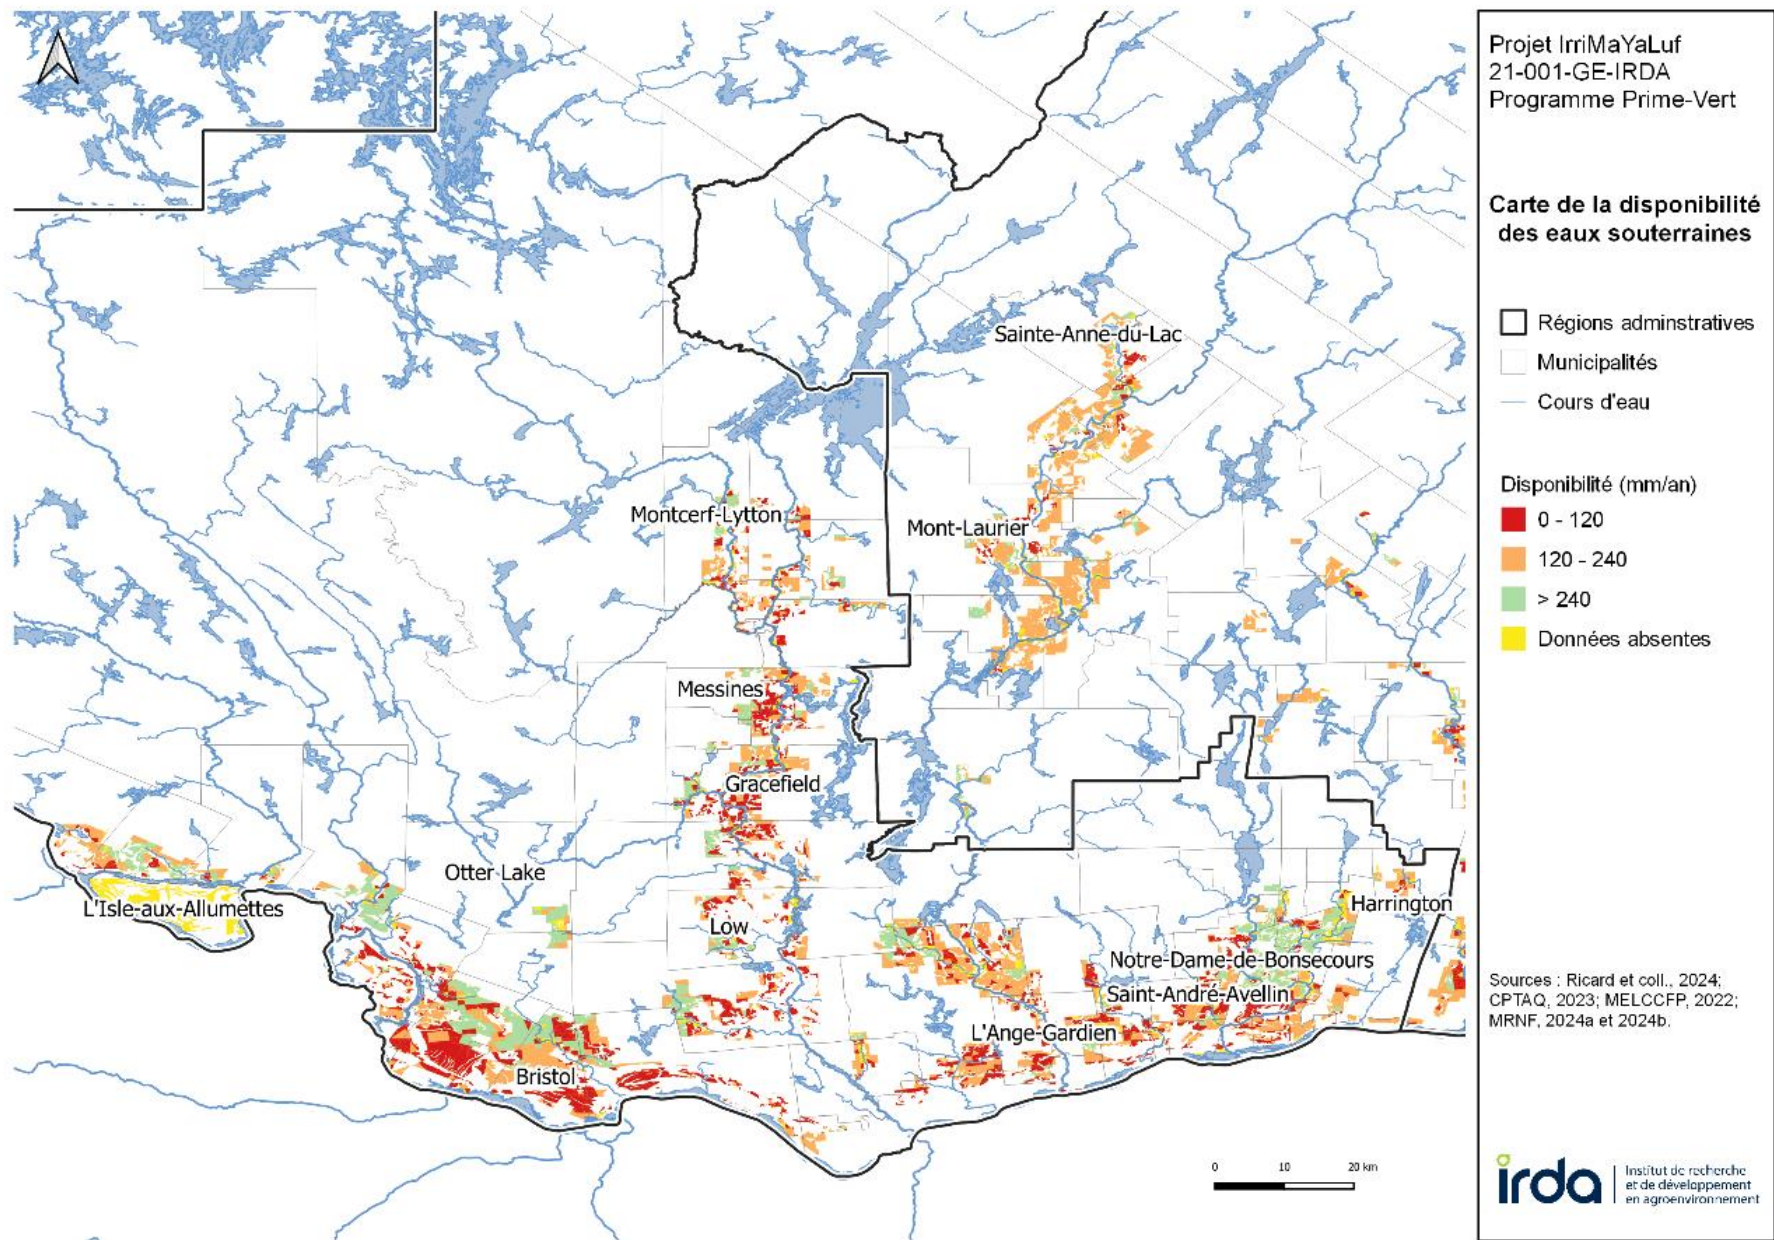 Projet IrriMaYaLuf
21-001-GE-IRDA
Programme Prime-Vert
Carte de la disponibilité
des eaux souterraines
Régions adminstratives
Municipalités
Cours d'eau
Disponibilité (mm/an)
0 - 120
120 - 240
> 240
Données absentes
Sources : Ricard et coll., 2024;
CPTAQ, 2023; MELCCFP, 2022;
MRNF, 2024a et 2024b.
irda
Institut de recherche
et de développement
en agroenvironnement
Sainte-Anne-du-Lac
Montcerf-Lytton
Mont-Laurier
Messines
Gracefield
Otter Lake
L'Isle-aux-Allumettes
Harrington
Low
Notre-Dame-de-Bonsecours
Saint-André-Avellin
L'Ange-Gardien
Bristol
0 10 20 km